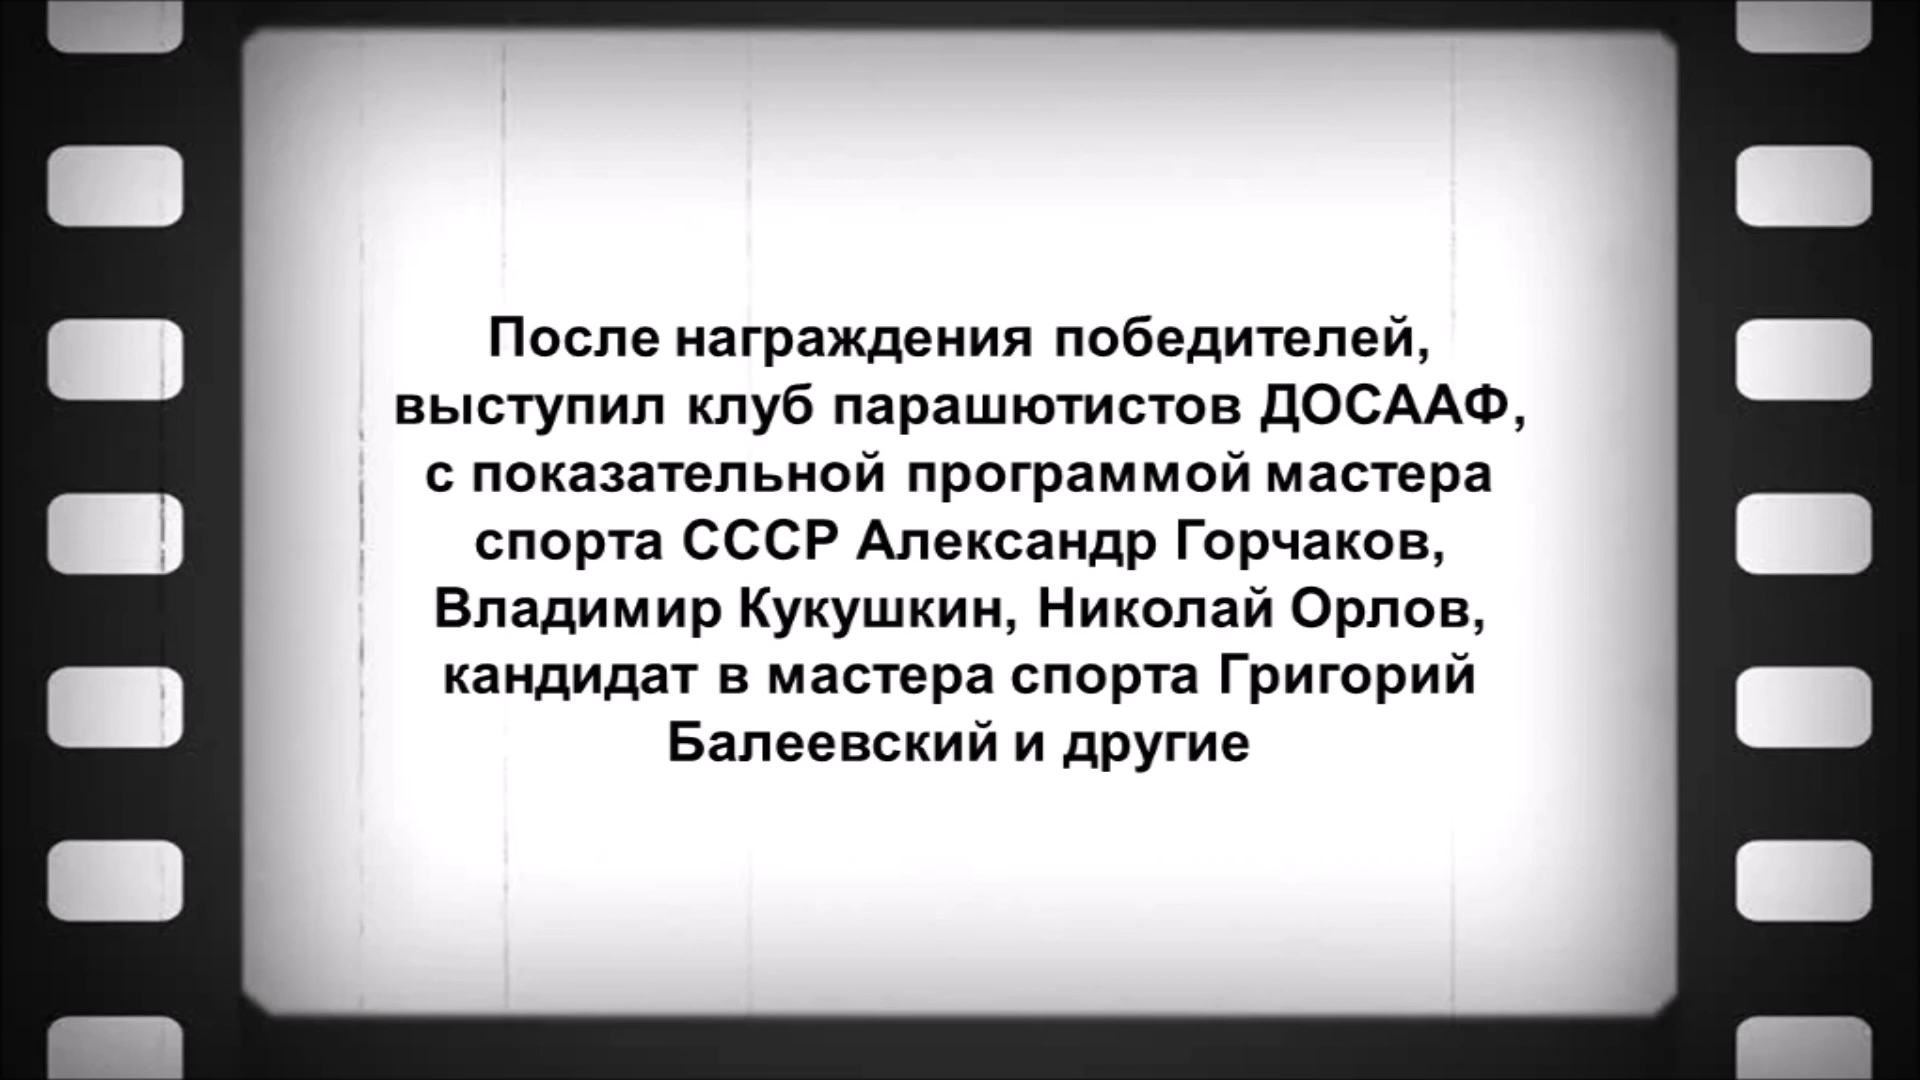 После награждения победителей,
выступил клуб парашютистов ДОСААФ,
с показательной программой мастера
спорта СССР Александр Горчаков,
Владимир Кукушкин, Николай Орлов,
кандидат в мастера спорта Григорий
Балеевский и другие